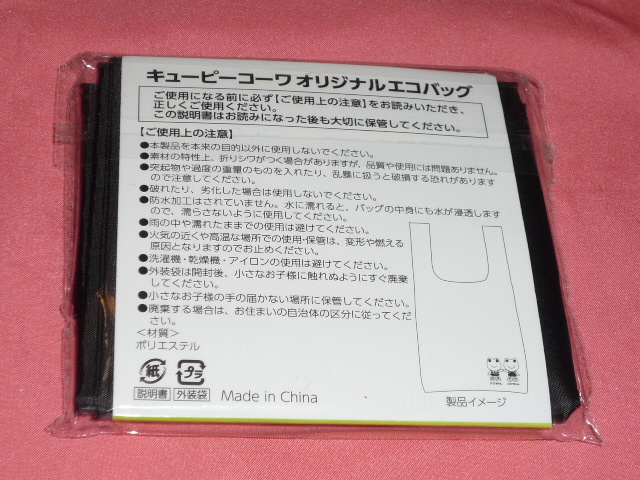 キューピーコーワ オリジナルエコバッグ
ご使用になる前に必ず【ご使用上の注意】をお読みいただき、
正しくご使用ください。
この説明書はお読みになった後も大切に保管してください。
【ご使用上の注意】
●本製品を本来の目的以外に使用しないでください。
●素材の特性上、折りシワがつく場合がありますが、品質や使用には問題ありません。
●突起物や過度の重量のものを入れたり、乱暴に扱うと破損する恐れがあります
ので注意してください。
●破れたり、劣化した場合は使用しないでください。
●防水加工はされていません。水に濡れると、バッグの中身にも水が浸透します
ので、濡らさないように使用してください。
●雨の中や濡れたままでの使用は避けてください。
●火気の近くや高温な場所での使用・保管は、変形や燃える
原因となりますのでお止めください。
●洗濯機・乾燥機・アイロンの使用は避けてください。
●外装袋は開封後、小さなお子様に触れぬようにすぐ廃棄
してください。
●小さなお子様の手の届かない場所に保管してください。
●廃棄する場合は、お住まいの自治体の区分に従ってくだ
さい。
＜材質＞
ポリエステル
紙 プラ
説明書 外装袋 Made in China
製品イメージ